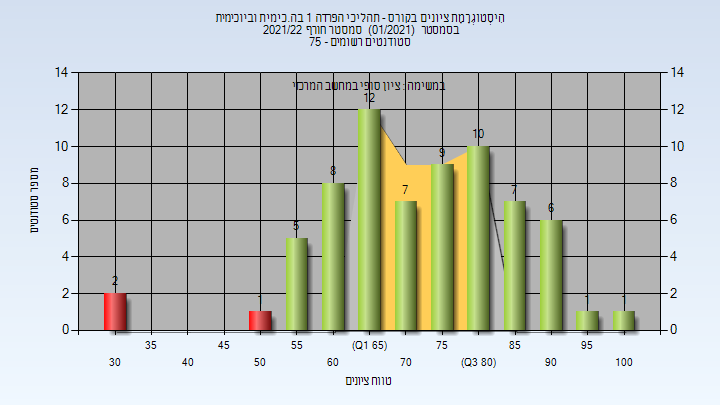 הִיסְטוֹגְרַמַת ציונים בקורס - תהליכי הפרדה 1 בה.כימית וביוכימית
בסמסטר (01/2021) סמסטר חורף 2021/22
סטודנטים רשומים - 75
במשימה : ציון סופי במחשב המרכזי
מספר סטודנטים
14 14
12 12
10 10
8 8
6 6
4 4
2 2
0 0
2 1 5 8 12 7 9 10 7 6 1 1
35 45 55 (Q1 65) 75 85 95
30 40 50 60 70 (Q3 80) 90 100
טווח ציונים